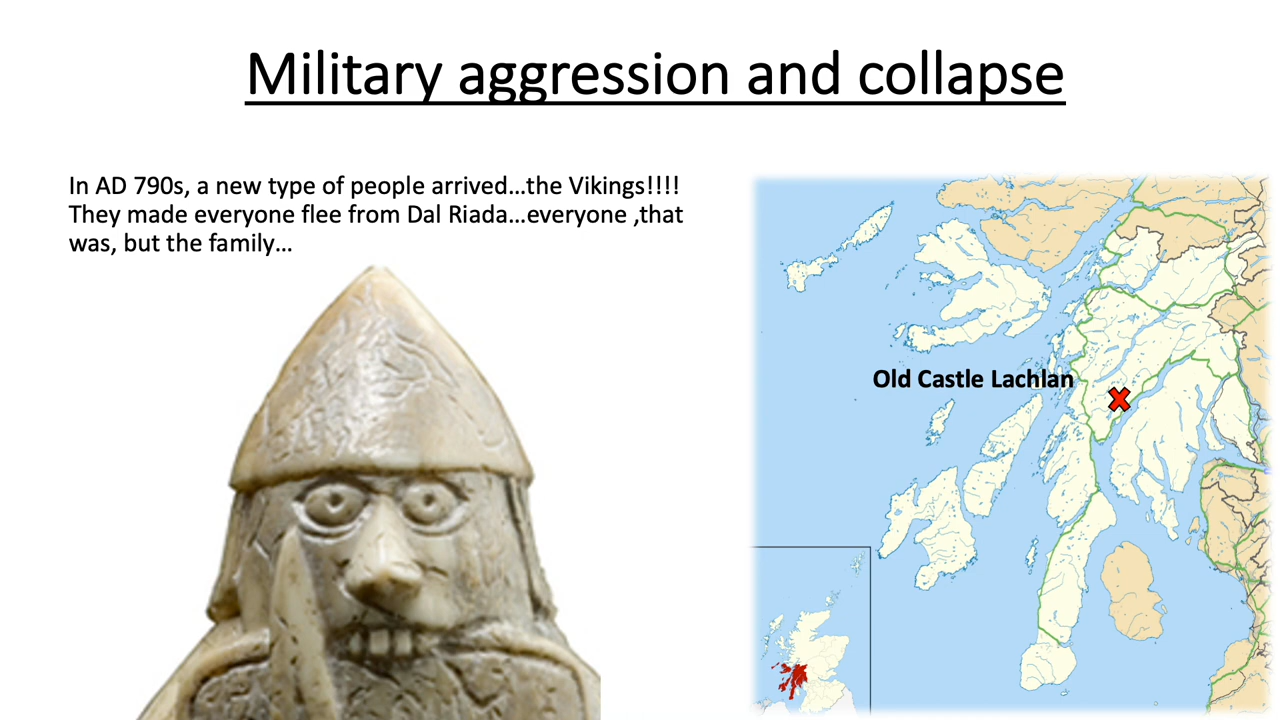 Military aggression and collapse
In AD 790s, a new type of people arrived…the Vikings!!!!
They made everyone flee from Dal Riada…everyone ,that
was, but the family…
Old Castle Lachlan